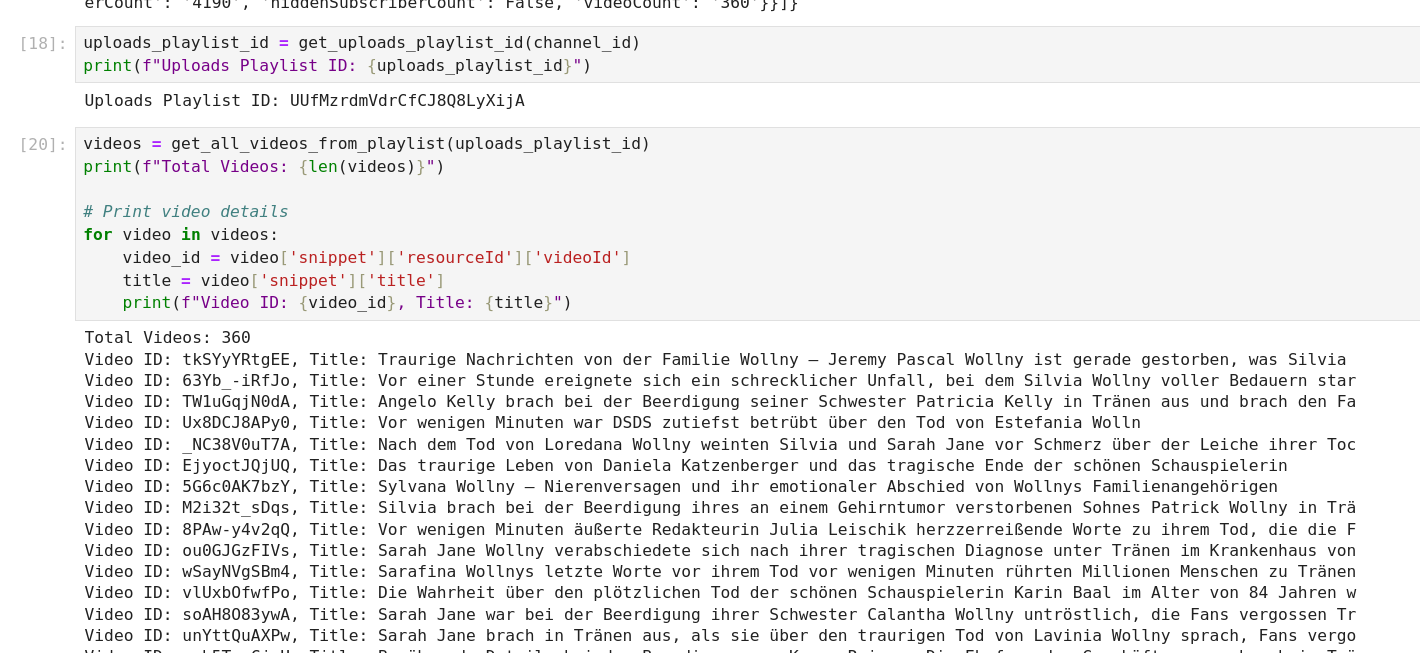 erCount': '4190', 'hiddenSubscriberCount': False, 'videoCount': '360'}}]}
[18]: uploads_playlist_id = get_uploads_playlist_id(channel_id)
print(f"Uploads Playlist ID: {uploads_playlist_id}")
Uploads Playlist ID: UUfMzrdmVdrCfCJ8Q8LyXijA
[20]: videos = get_all_videos_from_playlist(uploads_playlist_id)
print(f"Total Videos: {len(videos)}")
# Print video details
for video in videos:
    video_id = video['snippet']['resourceId']['videoId']
    title = video['snippet']['title']
    print(f"Video ID: {video_id}, Title: {title}")
Total Videos: 360
Video ID: tkSYyYRtgEE, Title: Traurige Nachrichten von der Familie Wollny – Jeremy Pascal Wollny ist gerade gestorben, was Silvia
Video ID: 63Yb_-iRfJo, Title: Vor einer Stunde ereignete sich ein schrecklicher Unfall, bei dem Silvia Wollny voller Bedauern star
Video ID: TW1uGqjN0dA, Title: Angelo Kelly brach bei der Beerdigung seiner Schwester Patricia Kelly in Tränen aus und brach den Fa
Video ID: Ux8DCJ8APy0, Title: Vor wenigen Minuten war DSDS zutiefst betrübt über den Tod von Estefania Wolln
Video ID: _NC38V0uT7A, Title: Nach dem Tod von Loredana Wollny weinten Silvia und Sarah Jane vor Schmerz über der Leiche ihrer Toc
Video ID: EjyoctJQjUQ, Title: Das traurige Leben von Daniela Katzenberger und das tragische Ende der schönen Schauspielerin
Video ID: 5G6c0AK7bzY, Title: Sylvana Wollny – Nierenversagen und ihr emotionaler Abschied von Wollnys Familienangehörigen
Video ID: M2i32t_sDqs, Title: Silvia brach bei der Beerdigung ihres an einem Gehirntumor verstorbenen Sohnes Patrick Wollny in Trä
Video ID: 8PAw-y4v2qQ, Title: Vor wenigen Minuten äußerte Redakteurin Julia Leischik herzzerreißende Worte zu ihrem Tod, die die F
Video ID: ou0GJGzFIVs, Title: Sarah Jane Wollny verabschiedete sich nach ihrer tragischen Diagnose unter Tränen im Krankenhaus von
Video ID: wSayNVgSBm4, Title: Sarafina Wollnys letzte Worte vor ihrem Tod vor wenigen Minuten rührten Millionen Menschen zu Tränen
Video ID: vlUxbOfwfPo, Title: Die Wahrheit über den plötzlichen Tod der schönen Schauspielerin Karin Baal im Alter von 84 Jahren w
Video ID: soAH8O83ywA, Title: Sarah Jane war bei der Beerdigung ihrer Schwester Calantha Wollny untröstlich, die Fans vergossen Tr
Video ID: unYttQuAXPw, Title: Sarah Jane brach in Tränen aus, als sie über den traurigen Tod von Lavinia Wollny sprach, Fans vergo